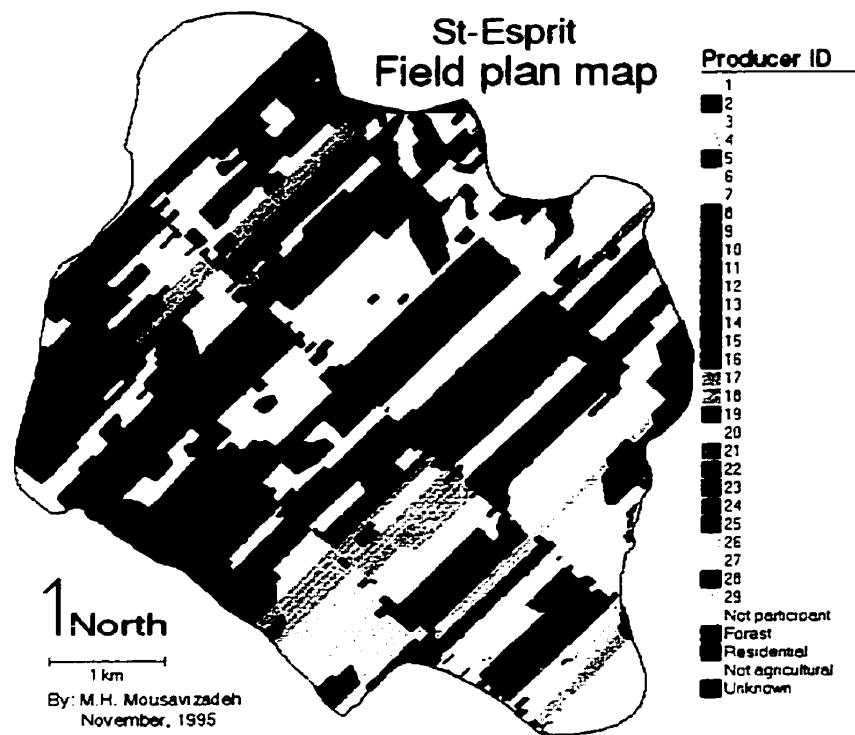 St-Esprit
Field plan map
Producer ID
1
2
3
4
5
6
7
8
9
10
11
12
13
14
15
16
17
18
19
20
21
22
23
24
25
26
27
28
29
Not participant
Forest
Residential
Not agricultural
Unknown
North
1 km
By: M.H. Mousavizadeh
November, 1995